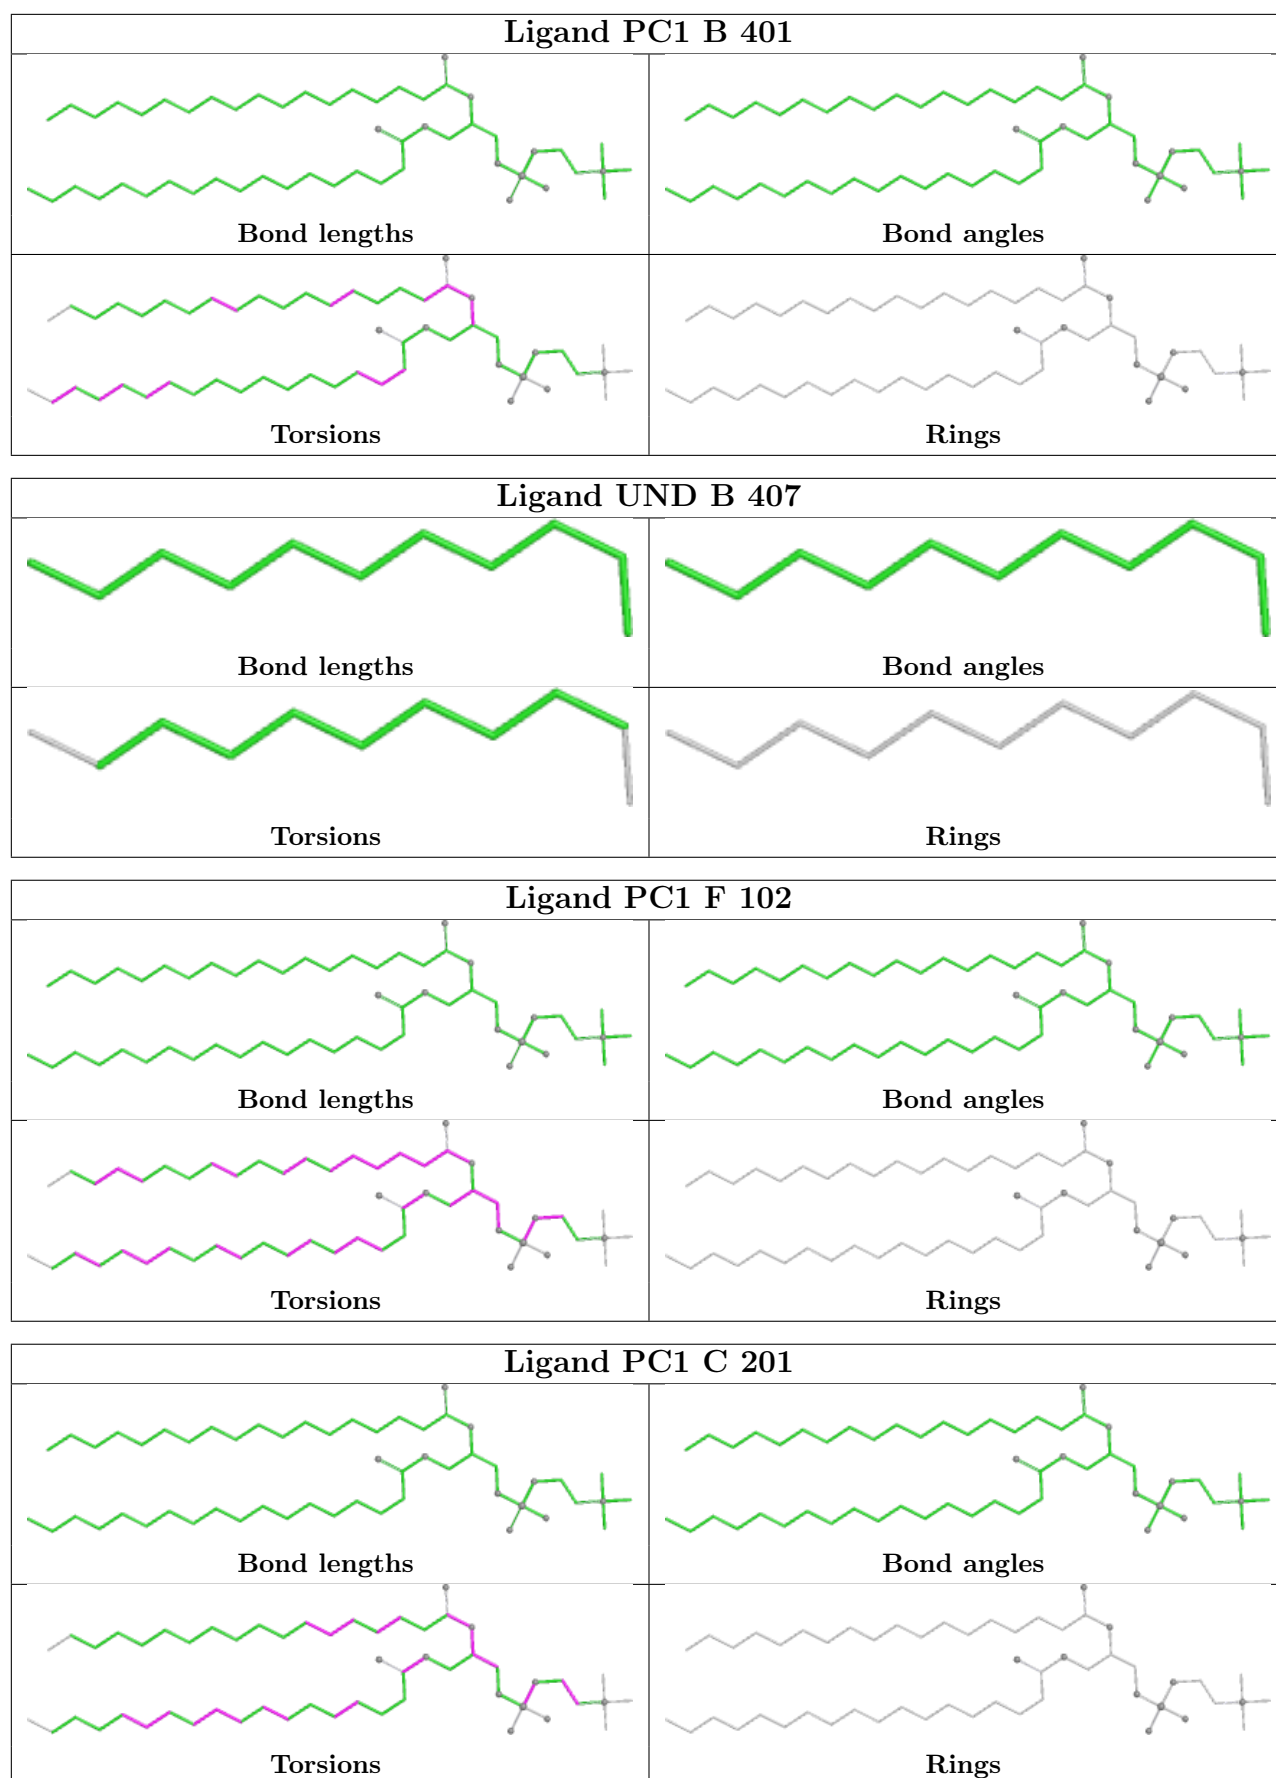 Ligand PC1 B 401
Bond lengths Bond angles
Torsions Rings
Ligand UND B 407
Bond lengths Bond angles
Torsions Rings
Ligand PC1 F 102
Bond lengths Bond angles
Torsions Rings
Ligand PC1 C 201
Bond lengths Bond angles
Torsions Rings